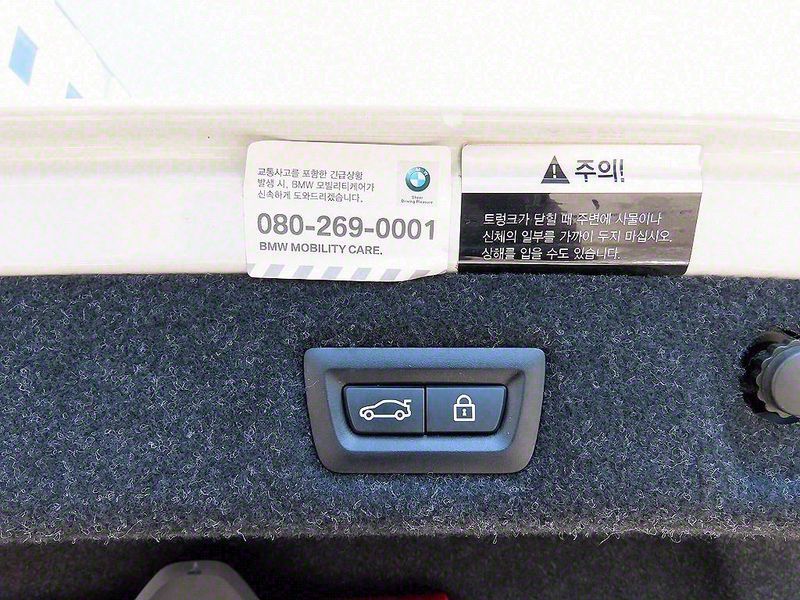 교통사고를 포함한 긴급상황
발생 시, BMW 모빌리티케어가
신속하게 도와드리겠습니다.
Sheer
Driving Pleasure
080-269-0001
BMW MOBILITY CARE.
주의!
트렁크가 닫힐 때 주변에 사물이나
신체의 일부를 가까이 두지 마십시오.
상해를 입을 수도 있습니다.